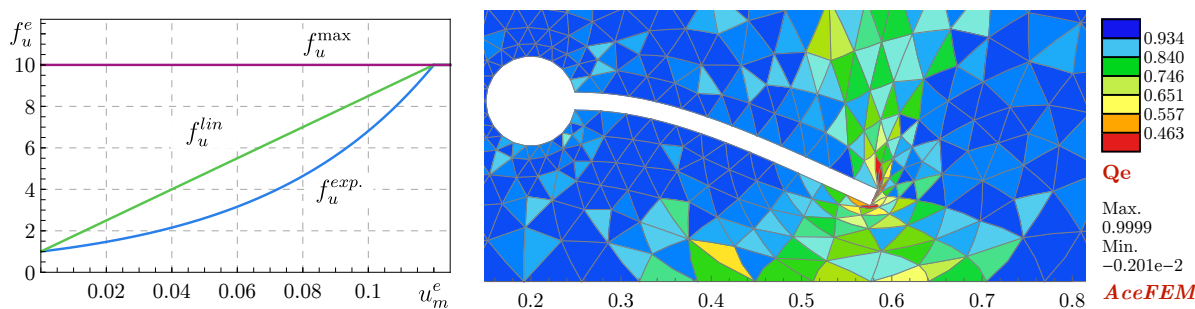 f_u^e
f_u^max
10
8
f_u^lin
6
4
f_u^exp.
2
0
0.02 0.04 0.06 0.08 0.1 u_m^e
0.2 0.3 0.4 0.5 0.6 0.7 0.8
0.934
0.840
0.746
0.651
0.557
0.463
Qe
Max.
0.9999
Min.
−0.201e−2
AceFEM